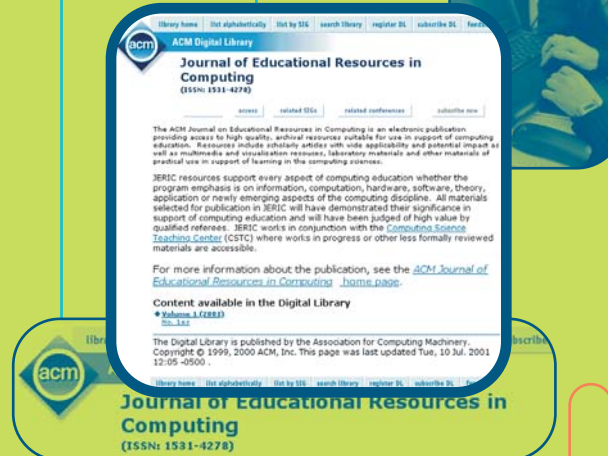 library home list alphabetically list by SIG search library register DL subscribe DL feedb
acm ACM Digital Library
Journal of Educational Resources in
Computing
(ISSN: 1531-4278)
access related SIGs related conferences subscribe now
The ACM Journal on Educational Resources in Computing is an electronic publication
providing access to high quality, archival resources suitable for use in support of computing
education. Resources include scholarly articles with wide applicability and potential impact as
well as multimedia and visualization resources, laboratory materials and other materials of
practical use in support of learning in the computing sciences.
JERIC resources support every aspect of computing education whether the
program emphasis is on information, computation, hardware, software, theory,
application or newly emerging aspects of the computing discipline. All materials
selected for publication in JERIC will have demonstrated their significance in
support of computing education and will have been judged of high value by
qualified referees. JERIC works in conjunction with the Computing Science
Teaching Center (CSTC) where works in progress or other less formally reviewed
materials are accessible.
For more information about the publication, see the ACM Journal of
Educational Resources in Computing home page.
Content available in the Digital Library
Volume 1 (2001)
No. 1es
The Digital Library is published by the Association for Computing Machinery.
Copyright © 1999, 2000 ACM, Inc. This page was last updated Tue, 10 Jul. 2001
12:05 -0500 .
library home list alphabetically list by SIG search library register DL subscribe DL
libra bscribe
acm
Journal of Educational Resources in
Computing
(ISSN: 1531-4278)